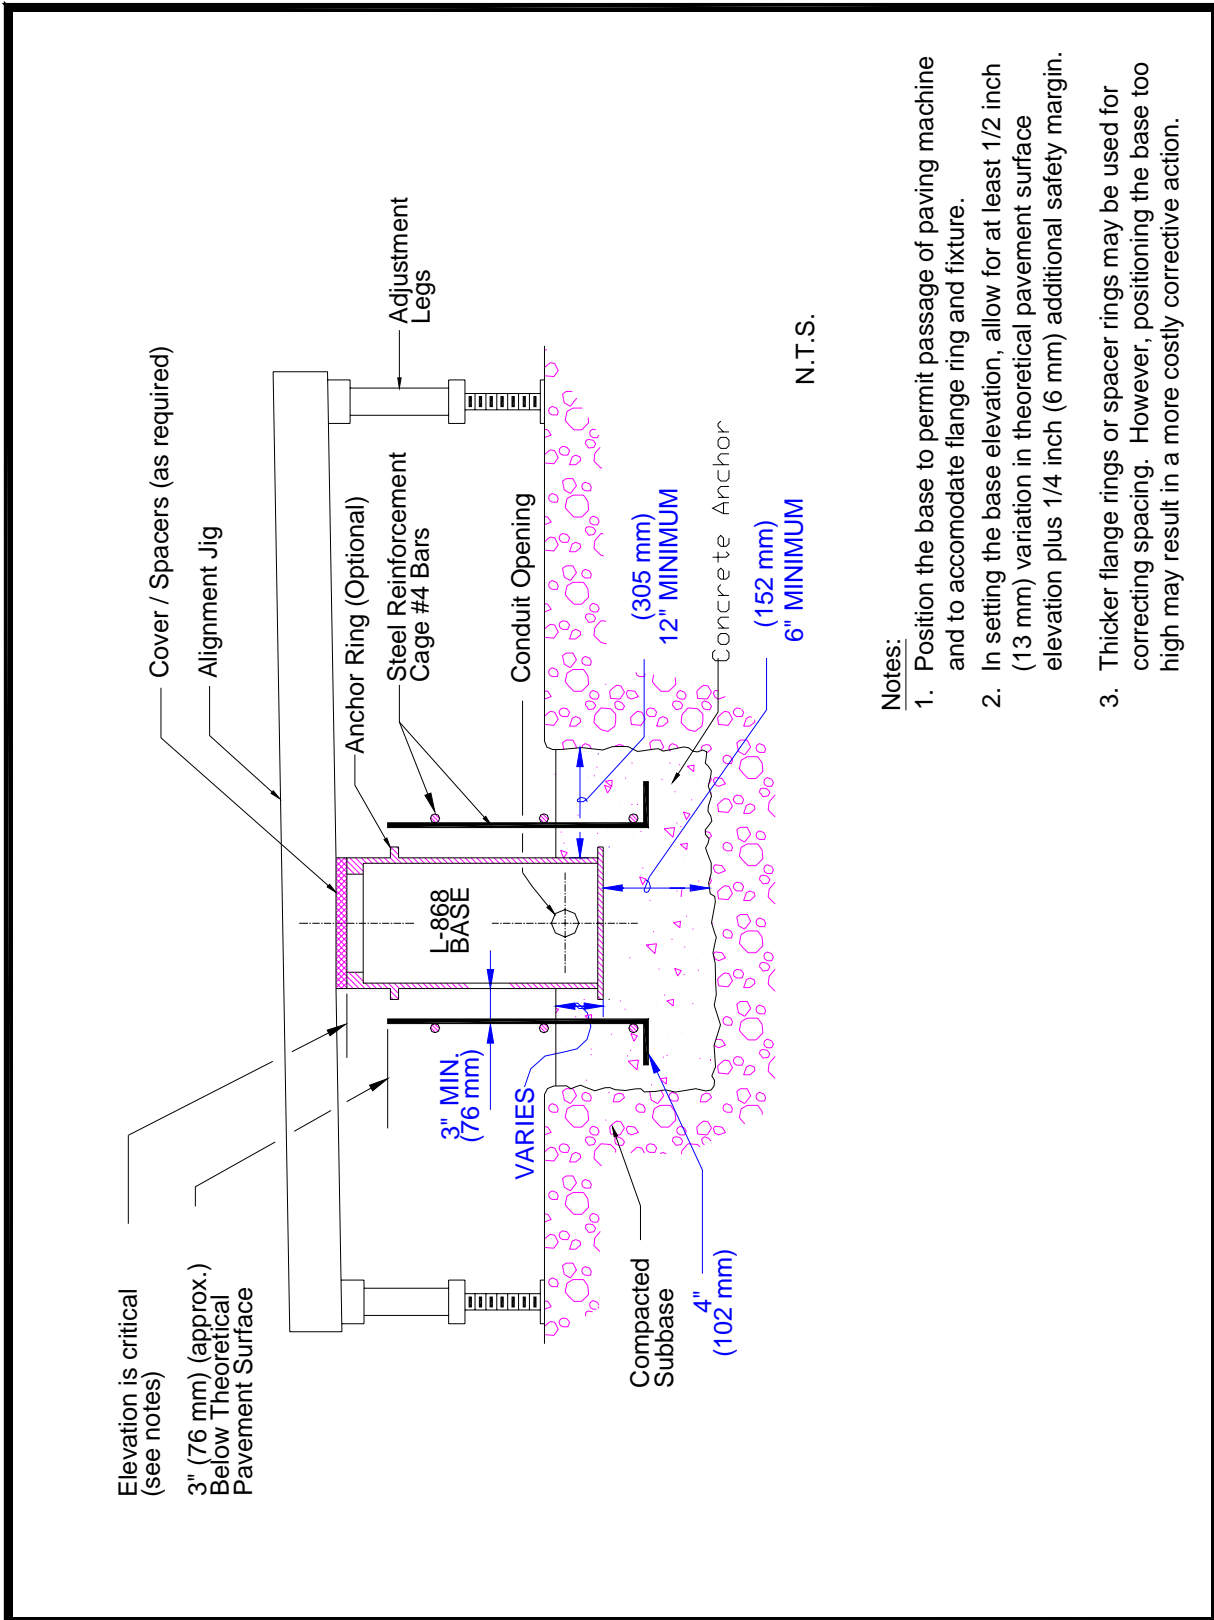 Elevation is critical
(see notes)
3" (76 mm) (approx.)
Below Theoretical
Pavement Surface
Cover / Spacers (as required)
Alignment Jig
Adjustment
Legs
Anchor Ring (Optional)
Steel Reinforcement
Cage #4 Bars
Conduit Opening
L-868
BASE
3" MIN.
(76 mm)
VARIES
(305 mm)
12" MINIMUM
Concrete Anchor
(152 mm)
6" MINIMUM
Compacted
Subbase
4"
(102 mm)
N.T.S.
Notes:
1. Position the base to permit passage of paving machine
and to accomodate flange ring and fixture.
2. In setting the base elevation, allow for at least 1/2 inch
(13 mm) variation in theoretical pavement surface
elevation plus 1/4 inch (6 mm) additional safety margin.
3. Thicker flange rings or spacer rings may be used for
correcting spacing. However, positioning the base too
high may result in a more costly corrective action.